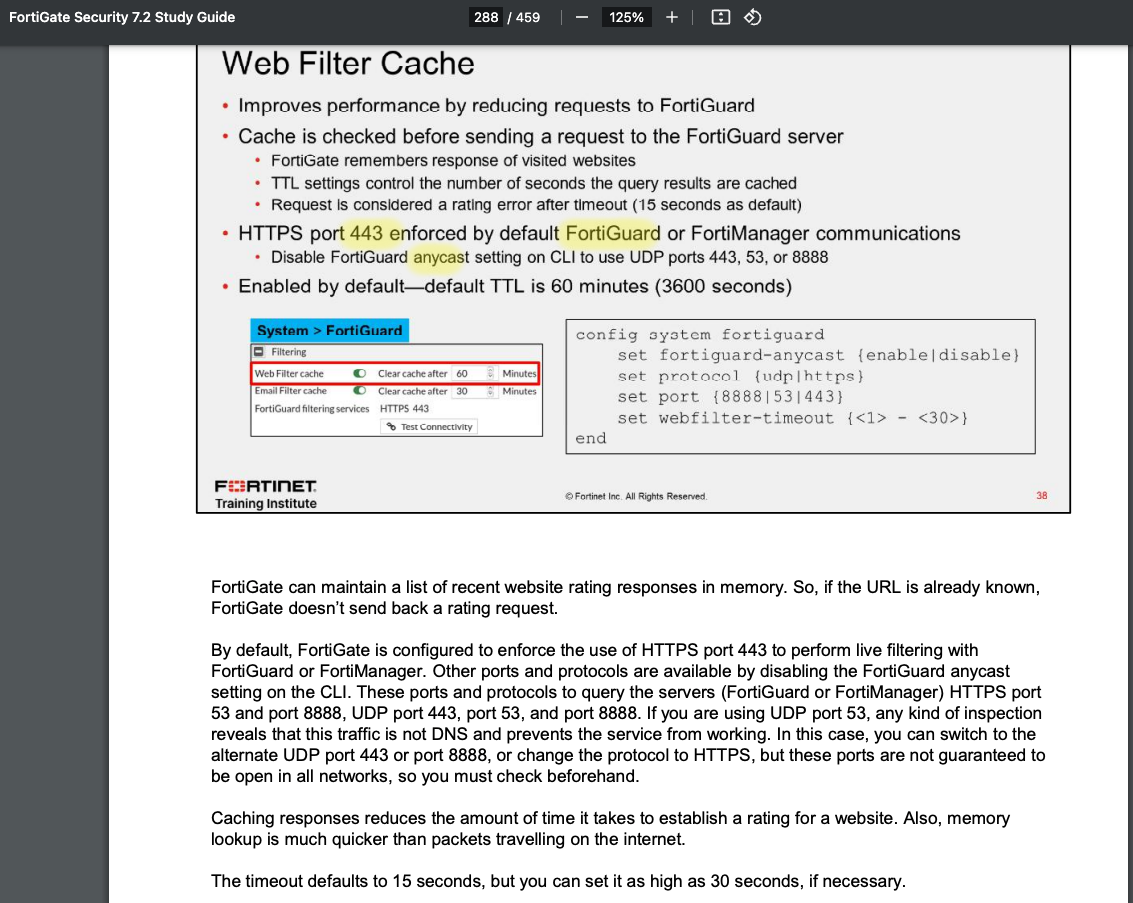 FortiGate Security 7.2 Study Guide
288 / 459
125%
Web Filter Cache
• Improves performance by reducing requests to FortiGuard
• Cache is checked before sending a request to the FortiGuard server
• FortiGate remembers response of visited websites
• TTL settings control the number of seconds the query results are cached
• Request is considered a rating error after timeout (15 seconds as default)
• HTTPS port 443 enforced by default FortiGuard or FortiManager communications
• Disable FortiGuard anycast setting on CLI to use UDP ports 443, 53, or 8888
• Enabled by default—default TTL is 60 minutes (3600 seconds)
System > FortiGuard
Filtering
Web Filter cache Clear cache after 60 Minutes
Email Filter cache Clear cache after 30 Minutes
FortiGuard filtering services HTTPS 443
Test Connectivity
config system fortiguard
set fortiguard-anycast {enable|disable}
set protocol {udp|https}
set port {8888|53|443}
set webfilter-timeout {<1> - <30>}
end
FORTINET
Training Institute
© Fortinet Inc. All Rights Reserved.
38
FortiGate can maintain a list of recent website rating responses in memory. So, if the URL is already known,
FortiGate doesn't send back a rating request.
By default, FortiGate is configured to enforce the use of HTTPS port 443 to perform live filtering with
FortiGuard or FortiManager. Other ports and protocols are available by disabling the FortiGuard anycast
setting on the CLI. These ports and protocols to query the servers (FortiGuard or FortiManager) HTTPS port
53 and port 8888, UDP port 443, port 53, and port 8888. If you are using UDP port 53, any kind of inspection
reveals that this traffic is not DNS and prevents the service from working. In this case, you can switch to the
alternate UDP port 443 or port 8888, or change the protocol to HTTPS, but these ports are not guaranteed to
be open in all networks, so you must check beforehand.
Caching responses reduces the amount of time it takes to establish a rating for a website. Also, memory
lookup is much quicker than packets travelling on the internet.
The timeout defaults to 15 seconds, but you can set it as high as 30 seconds, if necessary.